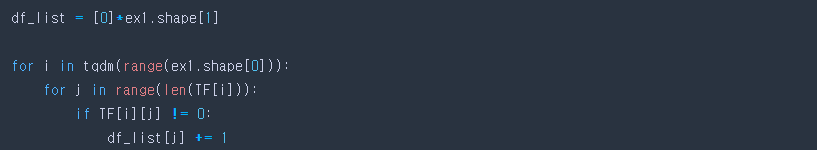 df_list = [0]*ex1.shape[1]
for i in tqdm(range(ex1.shape[0])):
for j in range(len(TF[i])):
if TF[i][j] != 0:
df_list[j] += 1